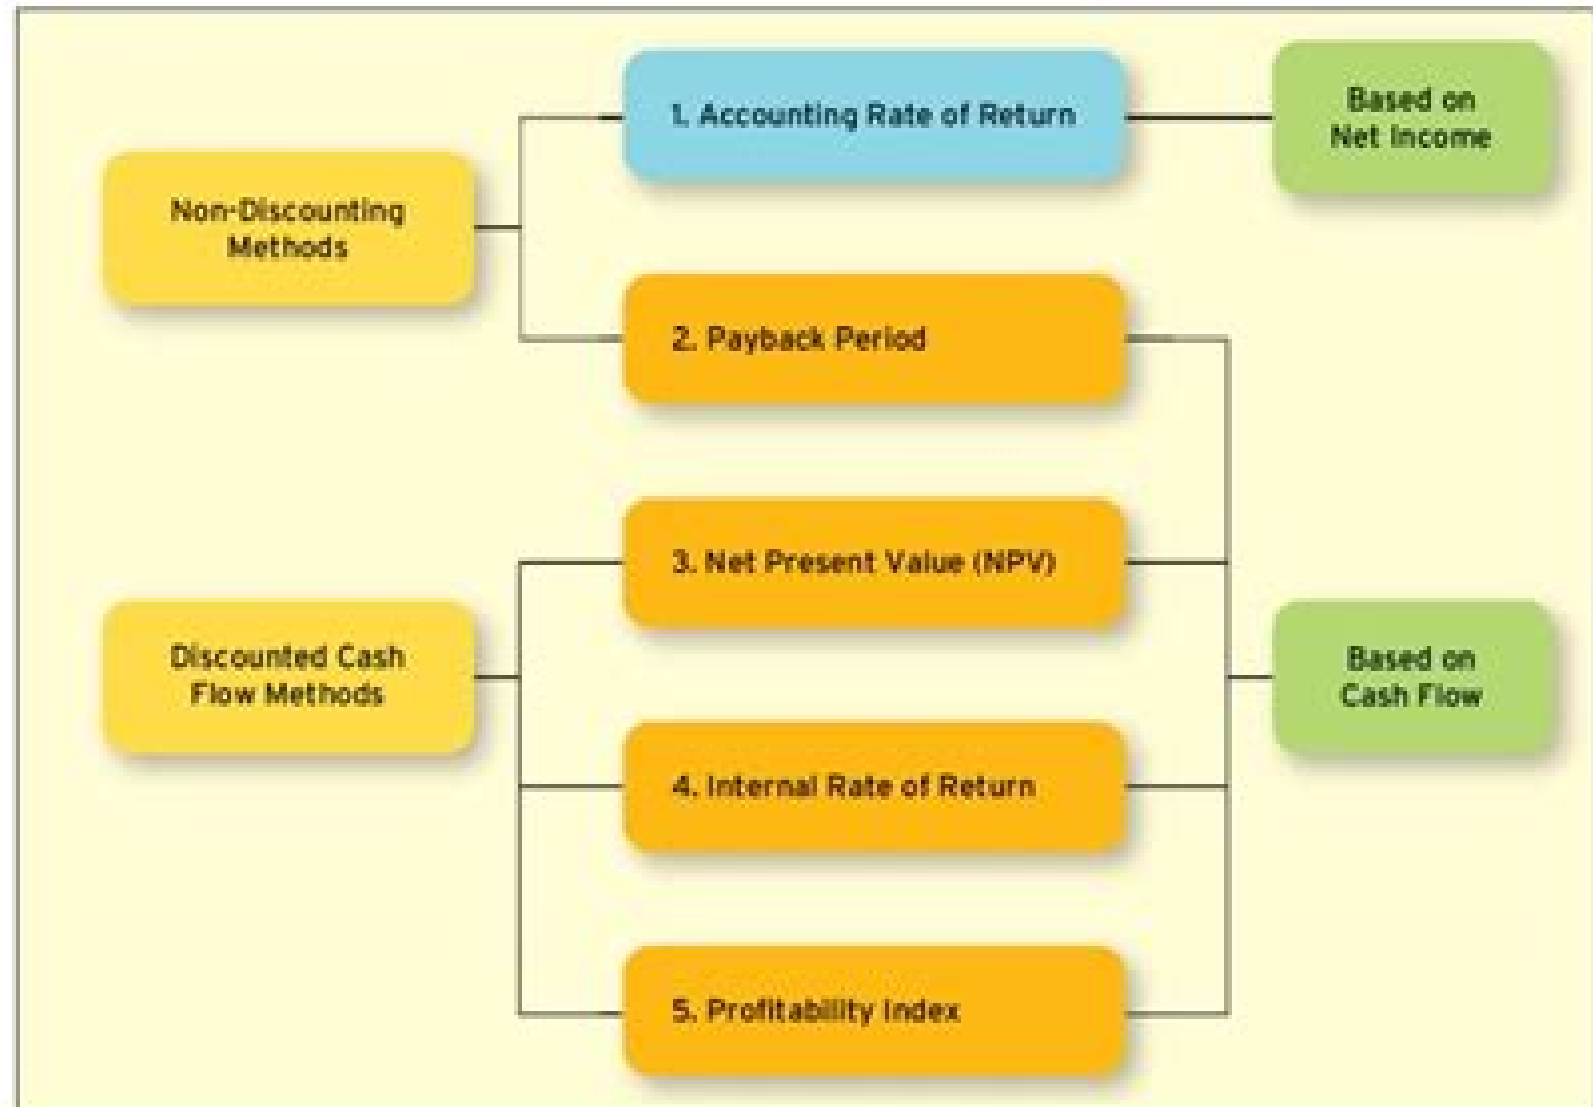 1. Accounting Rate of Return
Based on
Net Income
Non-Discounting
Methods
2. Payback Period
3. Net Present Value (NPV)
Discounted Cash
Flow Methods
Based on
Cash Flow
4. Internal Rate of Return
5. Profitability Index